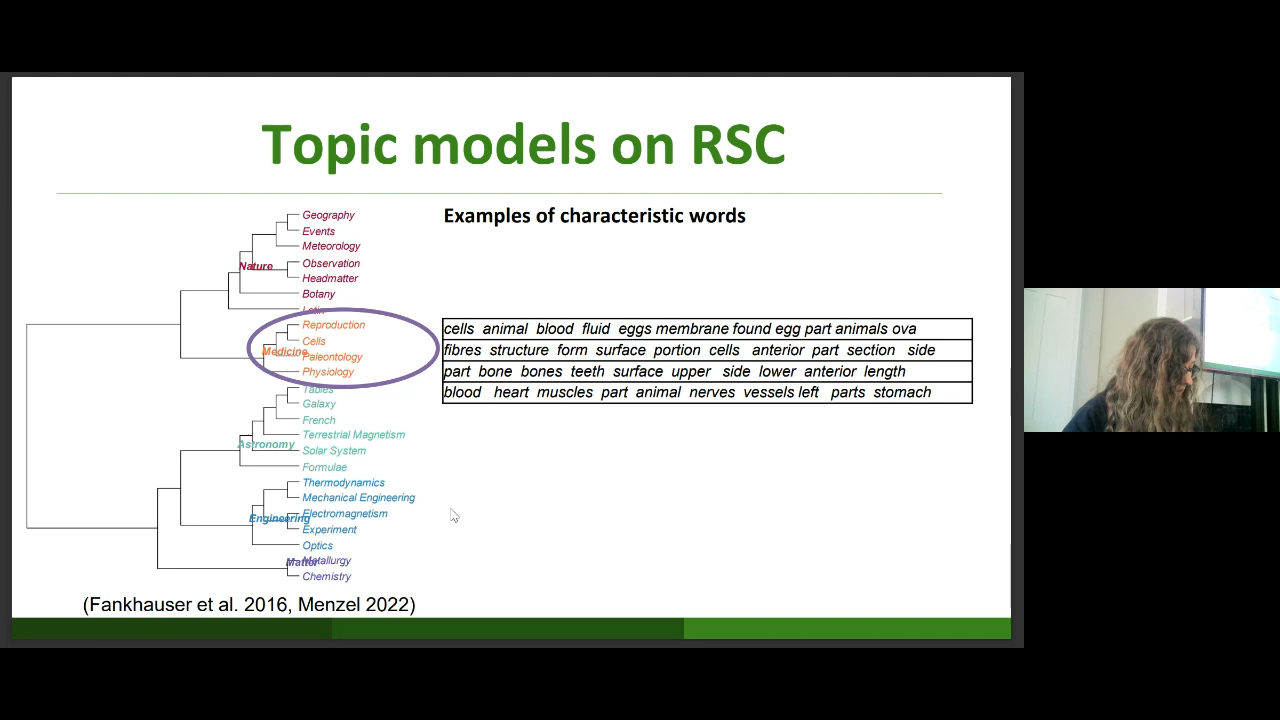 Topic models on RSC
Examples of characteristic words
Geography
Events
Meteorology
Nature
Observation
Headmatter
Botany
Latin
Reproduction
Cells
Medicine
Paleontology
Physiology
Tables
Galaxy
French
Terrestrial Magnetism
Astronomy
Solar System
Formulae
Thermodynamics
Mechanical Engineering
Electromagnetism
Engineering
Experiment
Optics
Matter
Metallurgy
Chemistry
cells animal blood fluid eggs membrane found egg part animals ova
fibres structure form surface portion cells anterior part section side
part bone bones teeth surface upper side lower anterior length
blood heart muscles part animal nerves vessels left parts stomach
(Fankhauser et al. 2016, Menzel 2022)